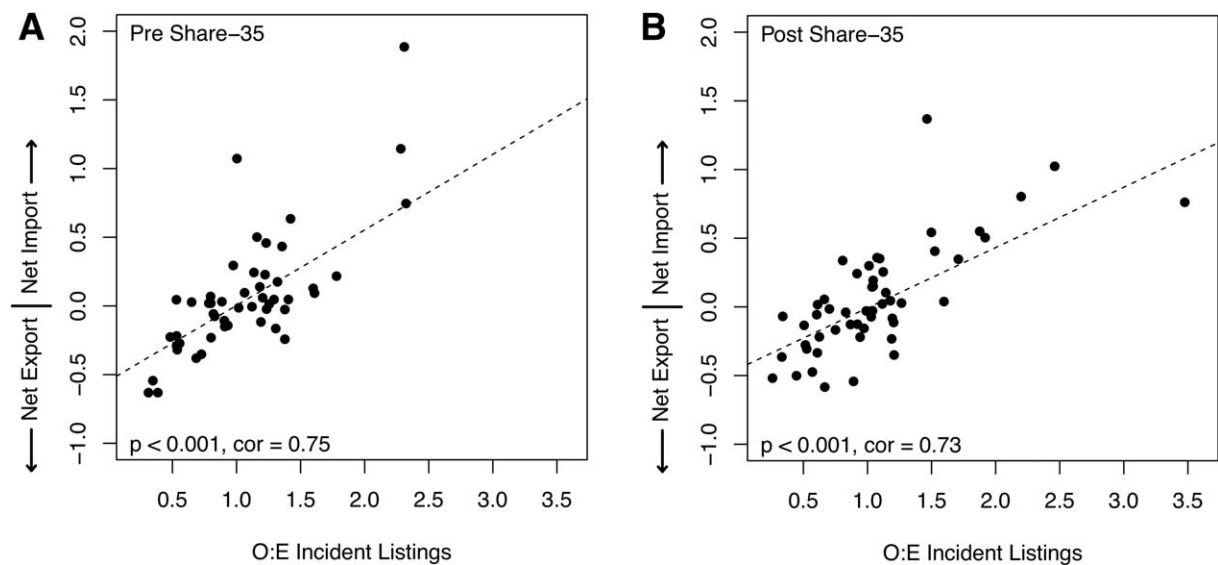 A
Pre Share−35
2.0
1.5
1.0
0.5
0.0
−0.5
−1.0
← Net Export | Net Import →
p < 0.001, cor = 0.75
0.5 1.0 1.5 2.0 2.5 3.0 3.5
O:E Incident Listings
B
Post Share−35
2.0
1.5
1.0
0.5
0.0
−0.5
−1.0
← Net Export | Net Import →
p < 0.001, cor = 0.73
0.5 1.0 1.5 2.0 2.5 3.0 3.5
O:E Incident Listings